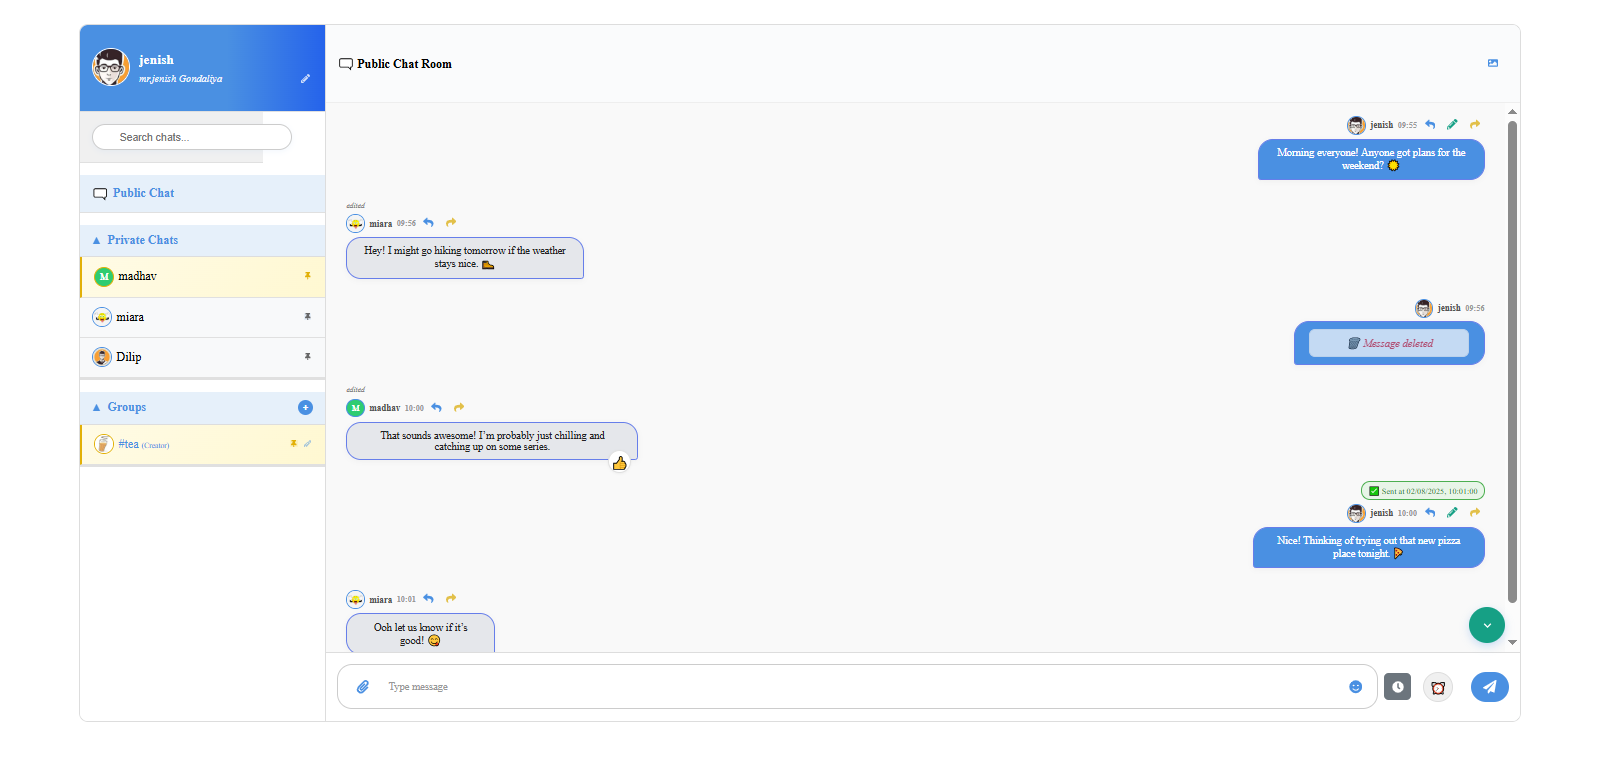 jenish
mr.jenish Gondaliya
Search chats...
Public Chat
Private Chats
M madhav
miara
Dilip
Groups
#tea (Creator)
Public Chat Room
jenish 09:55
Morning everyone! Anyone got plans for the
weekend?
edited
miara 09:56
Hey! I might go hiking tomorrow if the weather
stays nice.
jenish 09:56
Message deleted
edited
M madhav 10:00
That sounds awesome! I’m probably just chilling and
catching up on some series.
Sent at 02/08/2025, 10:01:00
jenish 10:00
Nice! Thinking of trying out that new pizza
place tonight.
miara 10:01
Ooh let us know if it’s
good!
Type message